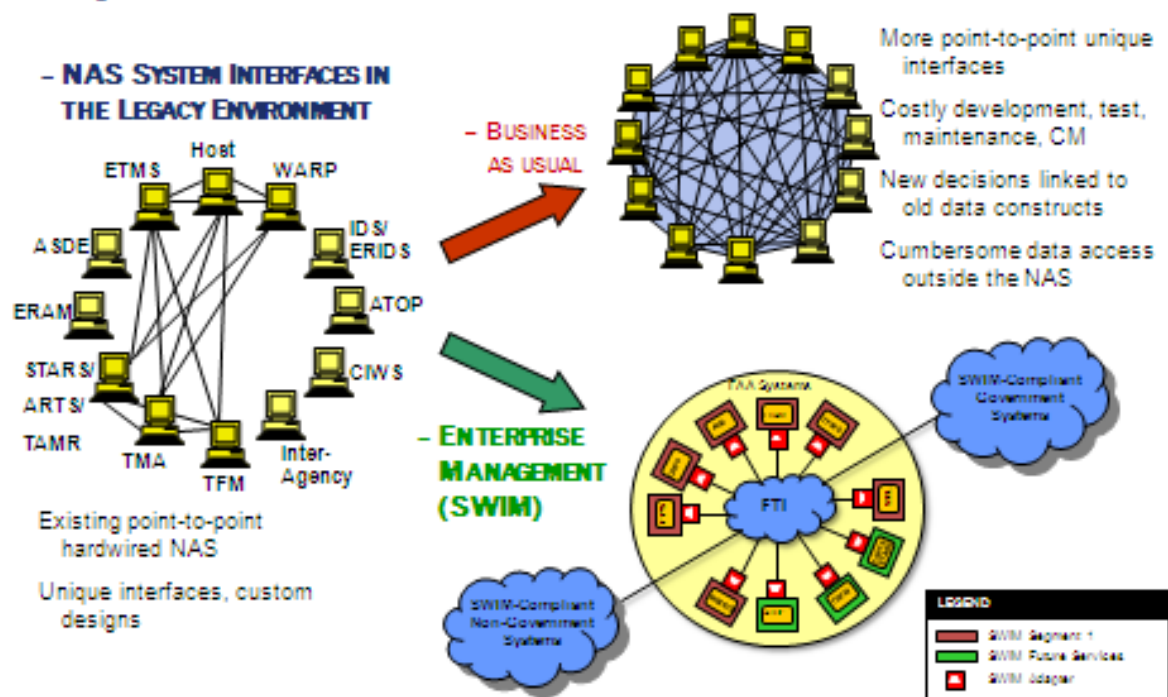 – NAS SYSTEM INTERFACES IN
THE LEGACY ENVIRONMENT
Host
ETMS
WARP
ASDE
IDS/
ERIDS
ERAM
ATOP
STARS/
ARTS/
TAMR
CIWS
TMA
TFM
Inter-
Agency
Existing point-to-point
hardwired NAS
Unique interfaces, custom
designs
– BUSINESS
AS USUAL
More point-to-point unique
interfaces
Costly development, test,
maintenance, CM
New decisions linked to
old data constructs
Cumbersome data access
outside the NAS
– ENTERPRISE
MANAGEMENT
(SWIM)
FAA Systems
FTI
SWIM-Compliant
Government
Systems
SWIM-Compliant
Non-Government
Systems
LEGEND
SWIM Segment 1
SWIM Future Services
SWIM Adapter